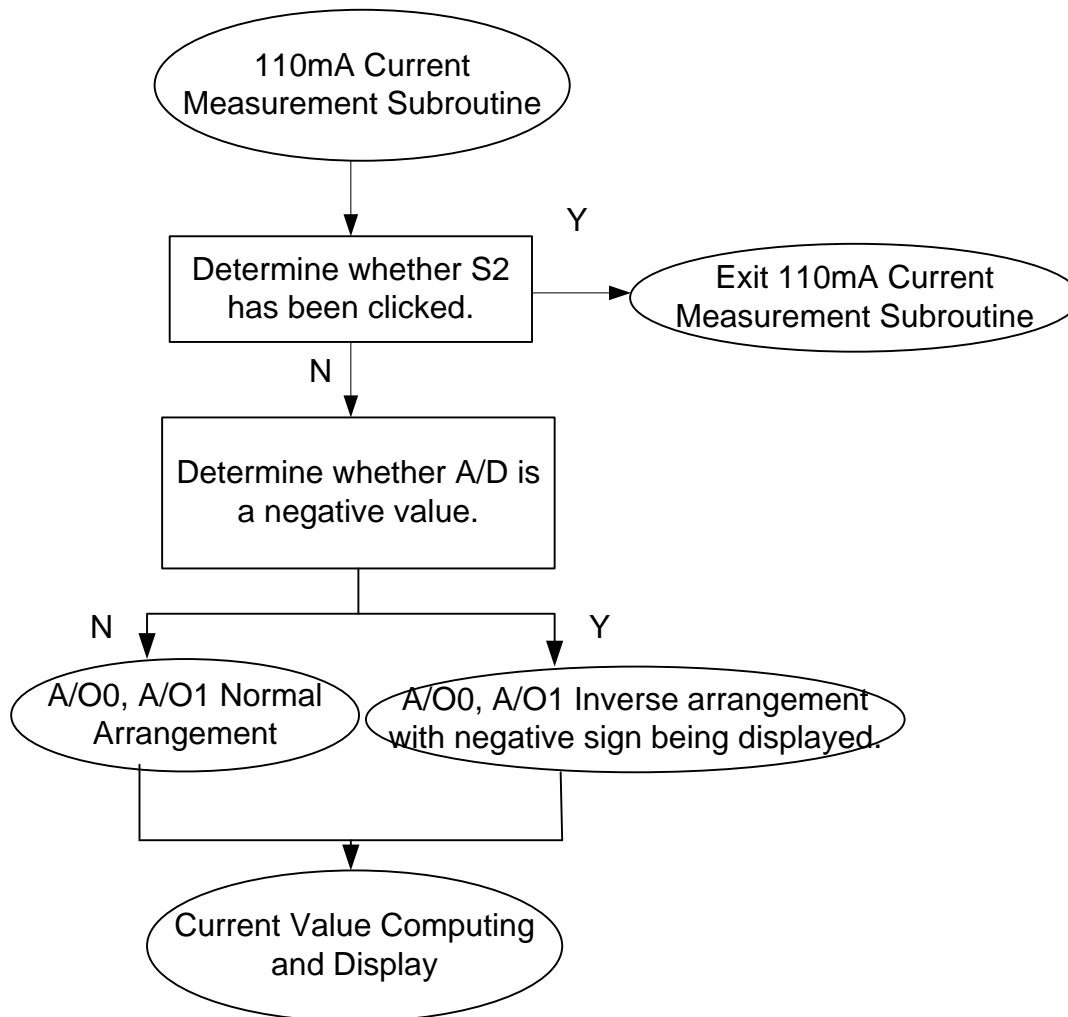 110mA Current
Measurement Subroutine
Y
Determine whether S2
has been clicked.
Exit 110mA Current
Measurement Subroutine
N
Determine whether A/D is
a negative value.
N
Y
A/O0, A/O1 Normal
Arrangement
A/O0, A/O1 Inverse arrangement
with negative sign being displayed.
Current Value Computing
and Display